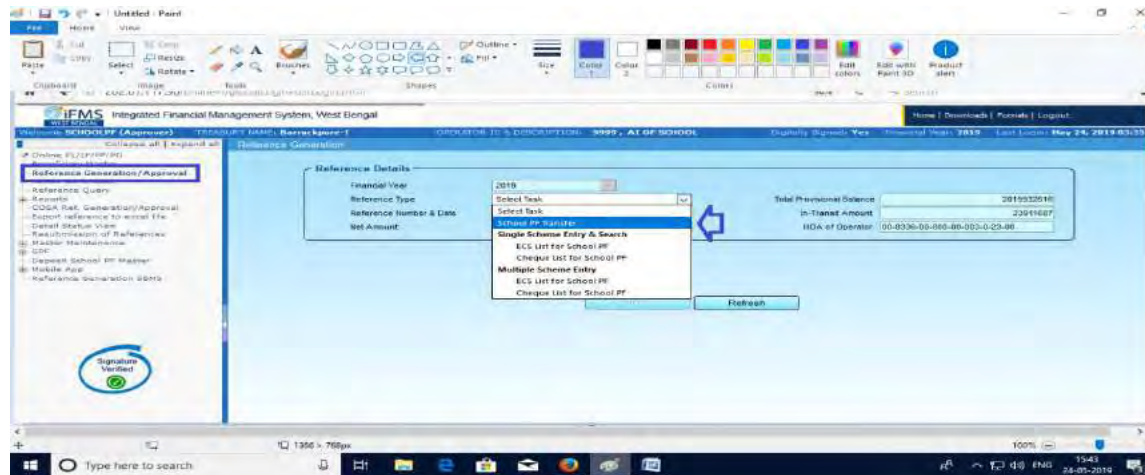 Untitled - Paint
File Home View
Paste
Cut
Copy
Select
Crop
Resize
Rotate
Brushes
Outline
Fill
Size
Color 1
Color 2
Edit colors
Edit with Paint 3D
Product alert
Clipboard Image Tools Shapes Colors
iFMS Integrated Financial Management System, West Bengal
WEST BENGAL
Home | Downloads | Portals | Logout
Welcome SCHOOLPF (Approver) TREASURY NAME: Barrackpore-I OPERATOR ID & DESCRIPTION: 9999 , AI OF SCHOOL Digitally Signed: Yes Financial Year: 2019 Last Login: May 24, 2019 03:35
Collapse all | Expand all
Reference Generation
Reference Generation/Approval
Reference Query
Reports
COSA Ref. Generation/Approval
Export reference to excel file
Detail Status View
Resubmission of References
Master Maintenance
GPF
Deposit School PF Master
Mobile App
Reference Generation SBMS
Signature Verified
Reference Details
Financial Year 2019
Reference Type Select Task
Reference Number & Date
Net Amount
Select Task
School PF Transfer
Single Scheme Entry & Search
ECS List for School PF
Cheque List for School PF
Multiple Scheme Entry
ECS List for School PF
Cheque List for School PF
Total Provisional Balance
In-Transit Amount
HOA of Operator
Refresh
1366 × 768px
100%
Type here to search
ENG
15:43
24-05-2019